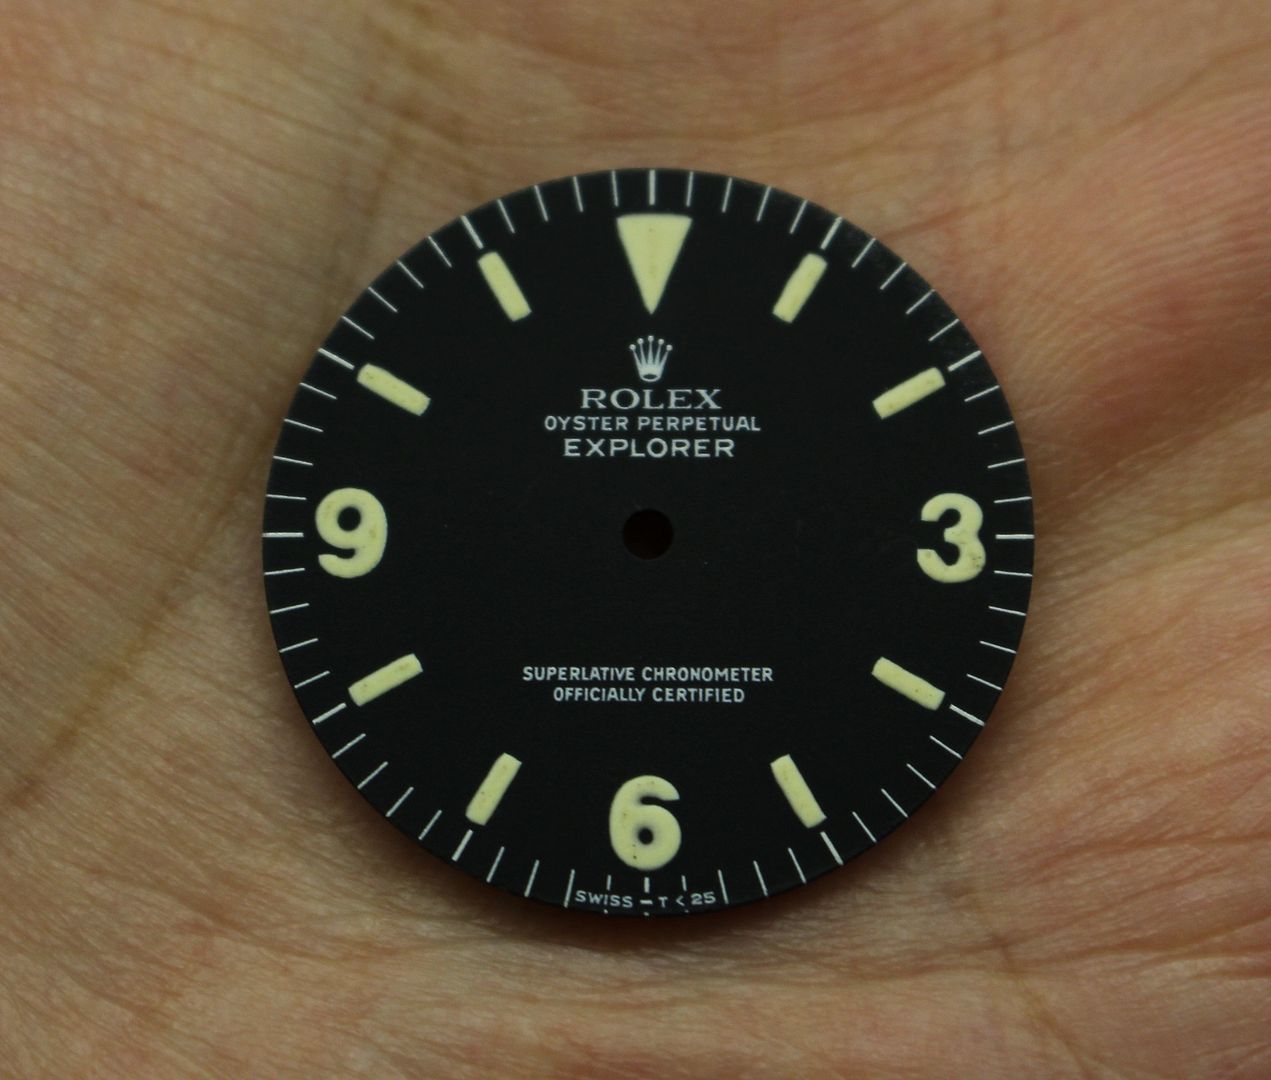 ROLEX
OYSTER PERPETUAL
EXPLORER
9 3
SUPERLATIVE CHRONOMETER
OFFICIALLY CERTIFIED
6
SWISS - T < 25